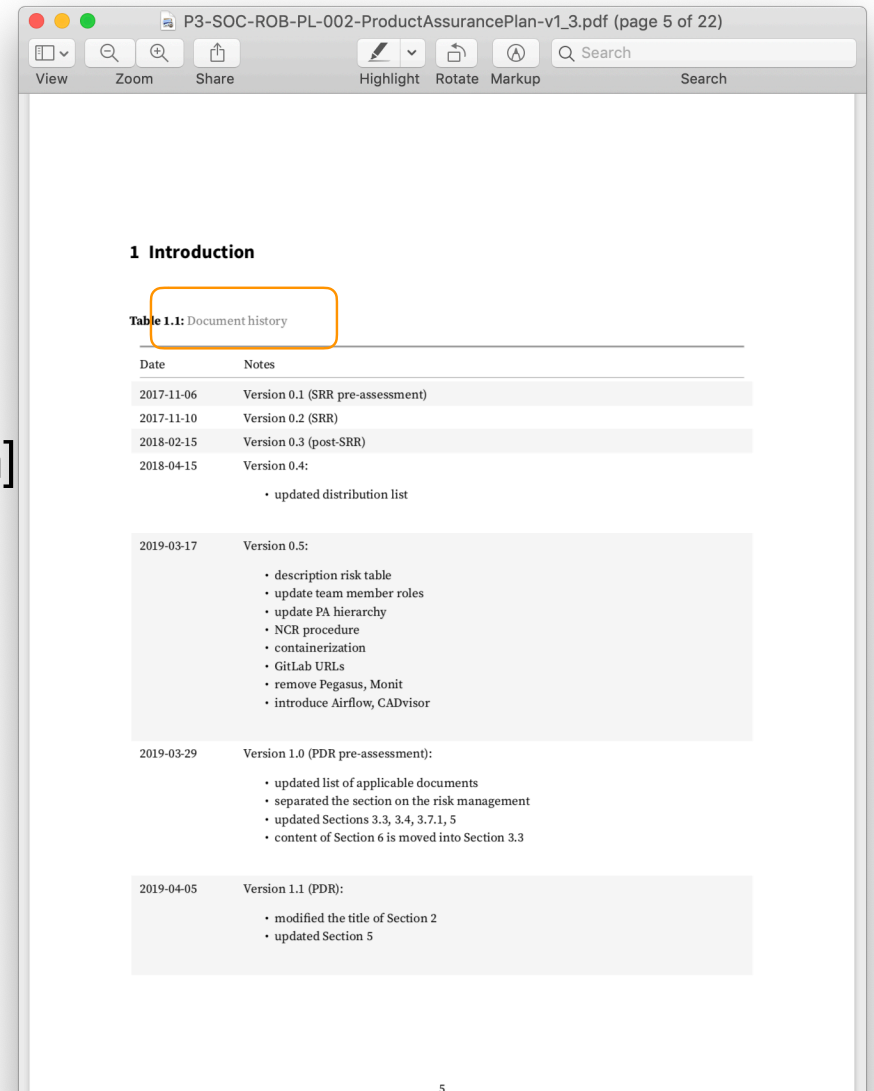 P3-SOC-ROB-PL-002-ProductAssurancePlan-v1_3.pdf (page 5 of 22)
Search
View Zoom Share Highlight Rotate Markup Search
1 Introduction
Table 1.1: Document history
Date Notes
2017-11-06 Version 0.1 (SRR pre-assessment)
2017-11-10 Version 0.2 (SRR)
2018-02-15 Version 0.3 (post-SRR)
]
2018-04-15 Version 0.4:
• updated distribution list
2019-03-17 Version 0.5:
• description risk table
• update team member roles
• update PA hierarchy
• NCR procedure
• containerization
• GitLab URLs
• remove Pegasus, Monit
• introduce Airflow, CADvisor
2019-03-29 Version 1.0 (PDR pre-assessment):
• updated list of applicable documents
• separated the section on the risk management
• updated Sections 3.3, 3.4, 3.7.1, 5
• content of Section 6 is moved into Section 3.3
2019-04-05 Version 1.1 (PDR):
• modified the title of Section 2
• updated Section 5
5